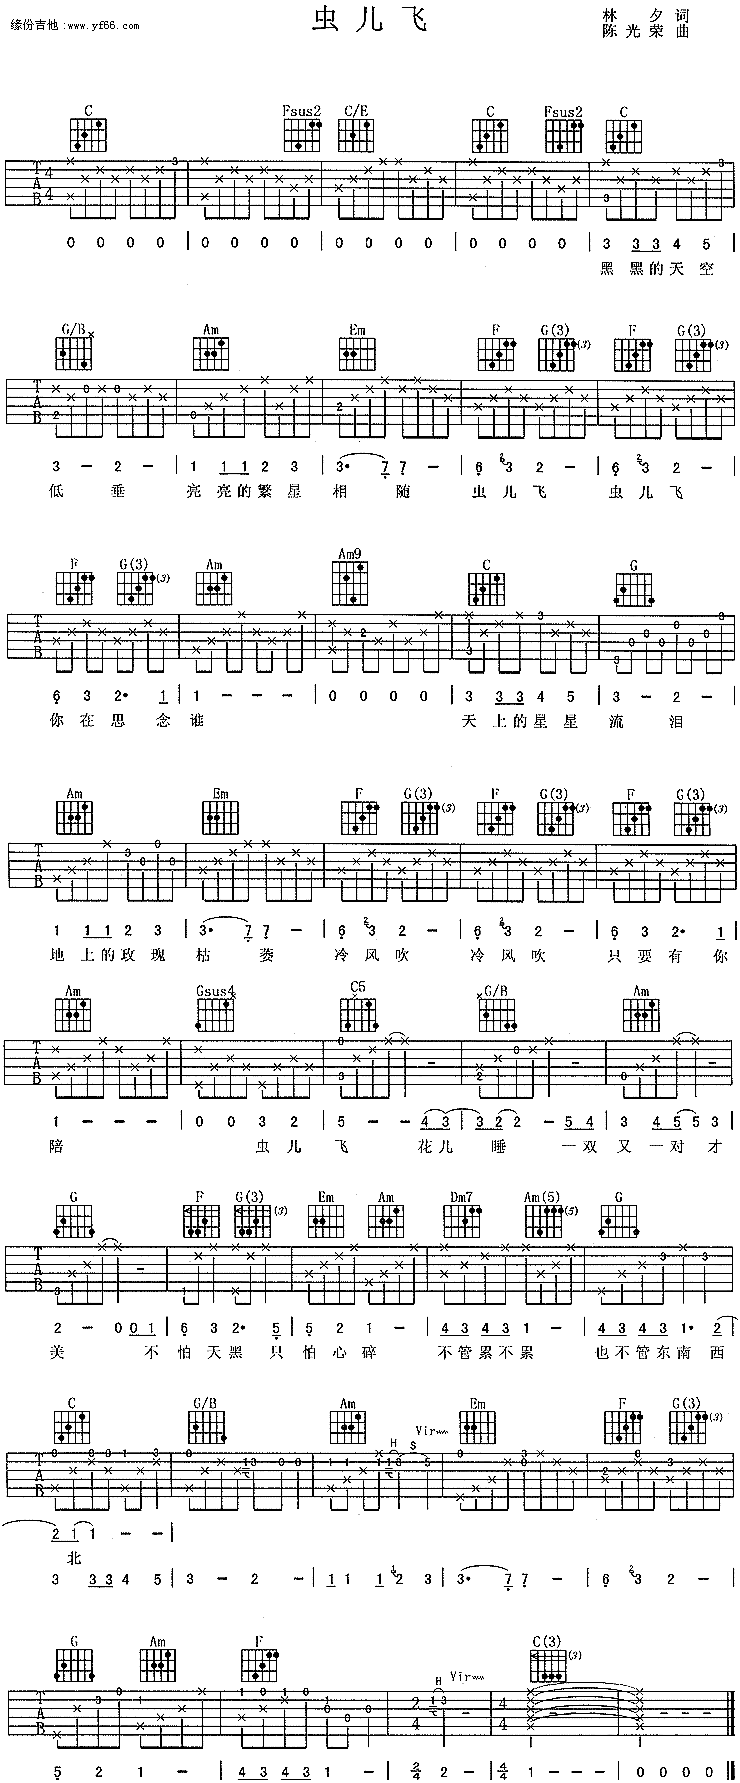 缘份吉他:www.yf66.com
虫儿飞
林 夕 词
陈光荣 曲
C Fsus2 C/E C Fsus2 C
0 0 0 0 | 0 0 0 0 | 0 0 0 0 | 0 0 0 0 | 3 3 3 4 5 |
黑 黑的天 空
G/B Am Em F G(3) F G(3)
3 - 2 - | 1 1 1 2 3 | 3• 7 7 - | 6 3 2 - | 6 3 2 - |
低 垂 亮 亮的繁 星 相 随 虫儿飞 虫儿飞
F G(3) Am Am9 C G
6 3 2• 1 | 1 - - - | 0 0 0 0 | 3 3 3 4 5 | 3 - 2 - |
你在思 念 谁 天 上的星 星 流 泪
Am Em F G(3) F G(3) F G(3)
1 1 1 2 3 | 3• 7 7 - | 6 3 2 - | 6 3 2 - | 6 3 2• 1 |
地 上的玫 瑰 枯 萎 冷风吹 冷风吹 只要有 你
Am Gsus4 C5 G/B Am
1 - - - | 0 0 3 2 | 5 - - 4 3 | 3 2 2 - 5 4 | 3 4 5 5 3 |
陪 虫儿 飞 花儿 睡 一双 又 一对 才
G F G(3) Em Am Dm7 Am(5) G
2 - 0 0 1 | 6 3 2• 5 | 5 2 1 - | 4 3 4 3 1 - | 4 3 4 3 1• 2 |
美 不 怕天黑 只 怕心碎 不管累不累 也不管东南西
C G/B Am H S Vir Em F G(3)
2 1 1 - - |
北
3 3 3 4 5 | 3 - 2 - | 1 1 1 2 3 | 3• 7 7 - | 6 3 2 - |
G Am F H Vir C(3)
5 2 1 - | 4 3 4 3 1 - | 2/4 2 - | 4/4 1 - - - | 0 0 0 0 ‖